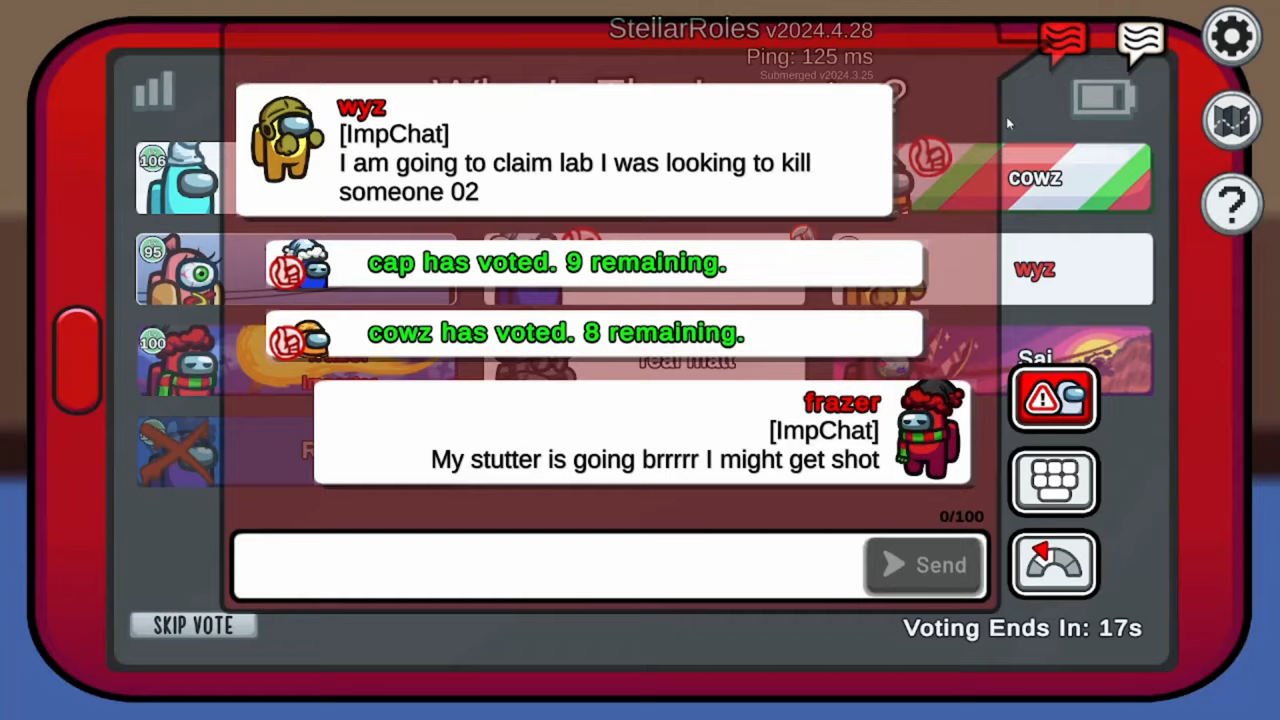 StellarRoles v2024.4.28
Ping: 125 ms
Submerged v2024.3.25
wyz
[ImpChat]
I am going to claim lab I was looking to kill
someone 02
106
cowz
95
cap has voted. 9 remaining.
wyz
cowz has voted. 8 remaining.
100
real matt
Sai
frazer
[ImpChat]
My stutter is going brrrrr I might get shot
0/100
Send
SKIP VOTE
Voting Ends In: 17s